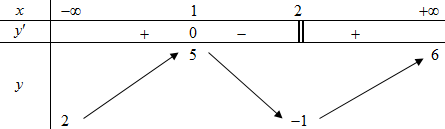 x −∞ 1 2 +∞
y' + 0 − || +
5 6
y
2 −1